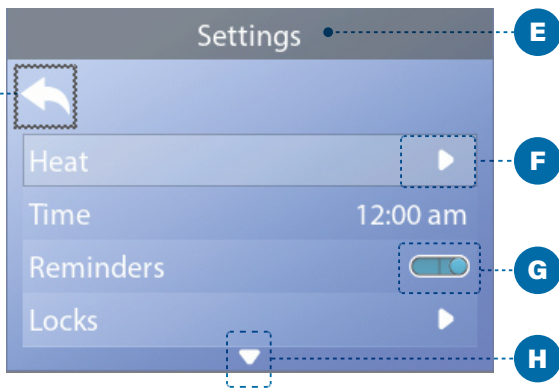 Settings
E
Heat
F
Time 12:00 am
Reminders
G
Locks
H